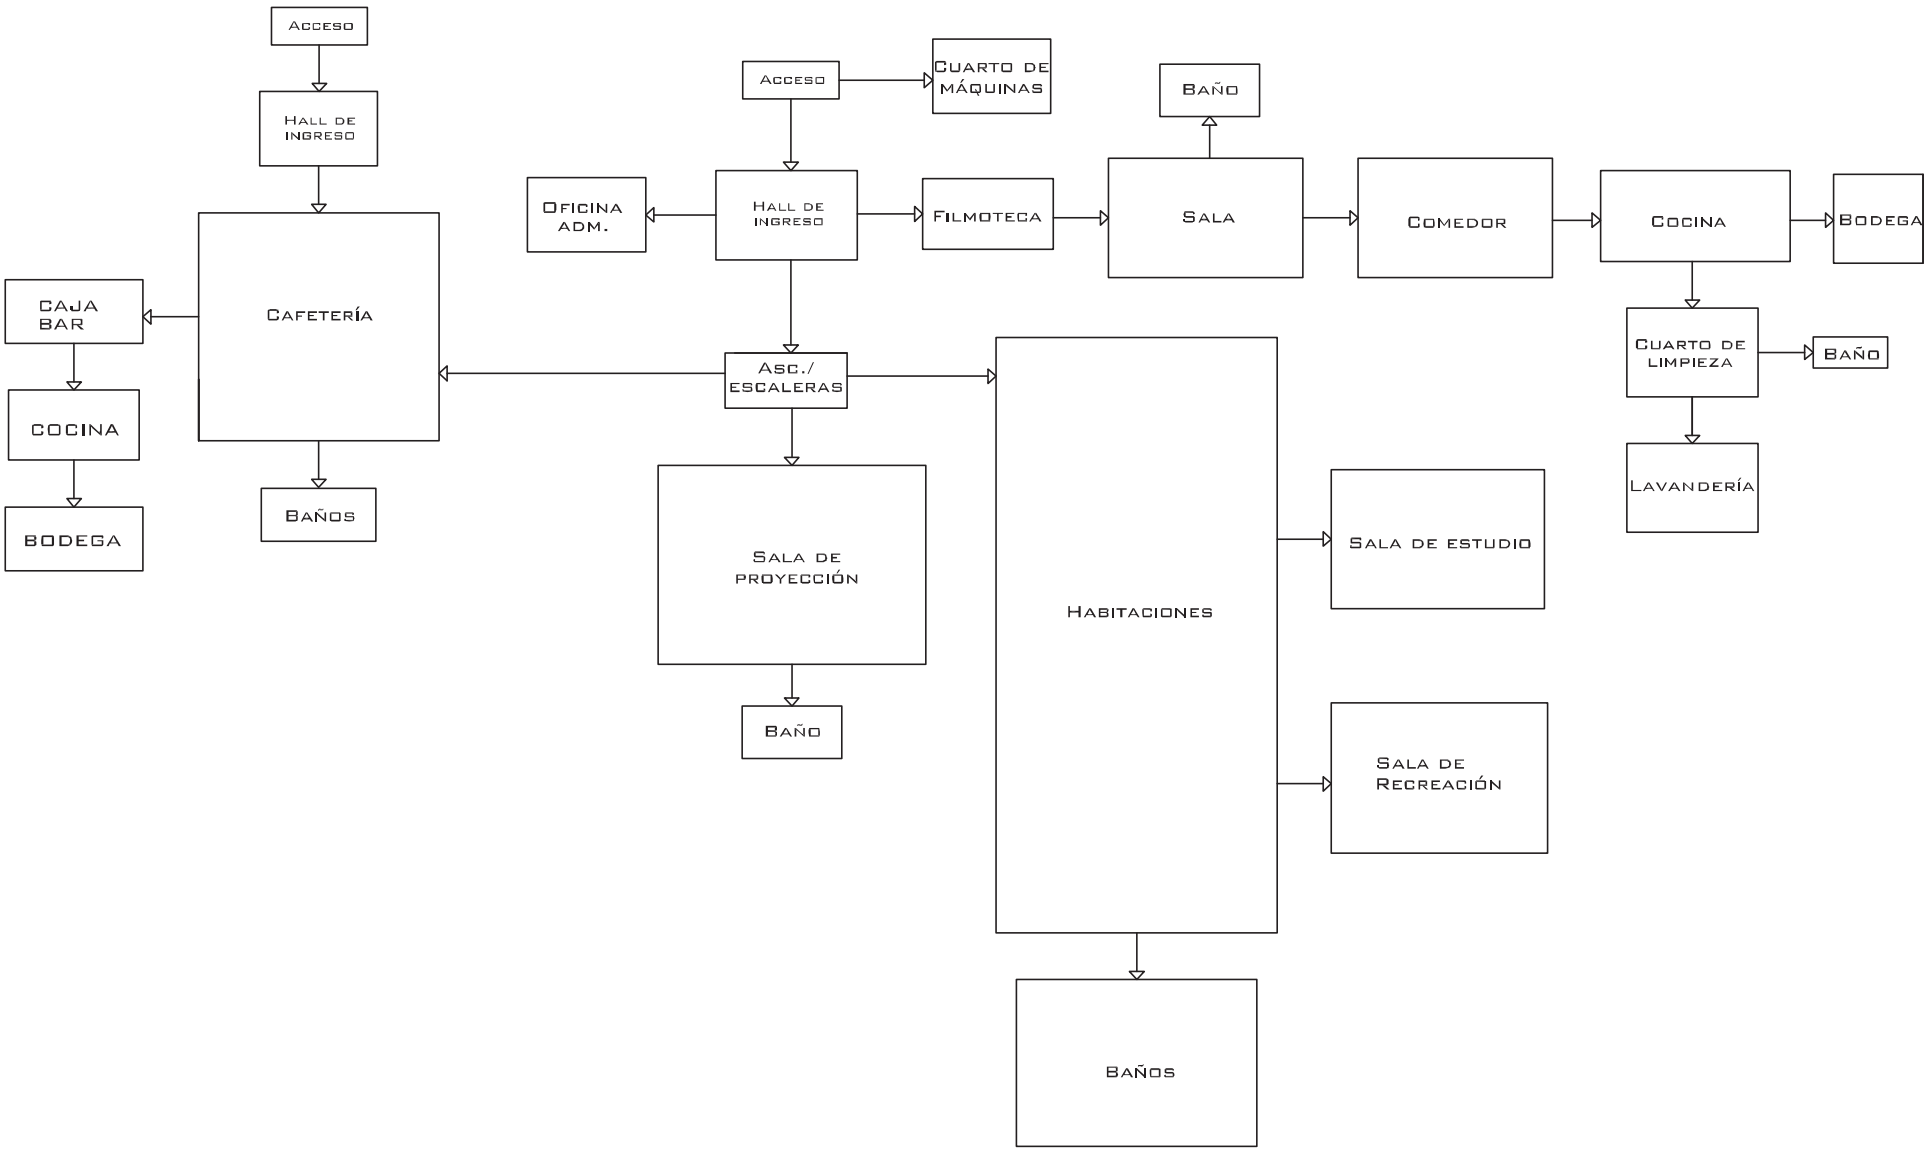 Acceso
Hall de
ingreso
Cafetería
Caja
Bar
Cocina
Bodega
Baños
Acceso
Cuarto de
máquinas
Hall de
ingreso
Oficina
adm.
Filmoteca
Sala
Baño
Comedor
Cocina
Bodega
Cuarto de
limpieza
Baño
Lavandería
Asc./
escaleras
Sala de
proyección
Baño
Habitaciones
Sala de estudio
Sala de
Recreación
Baños